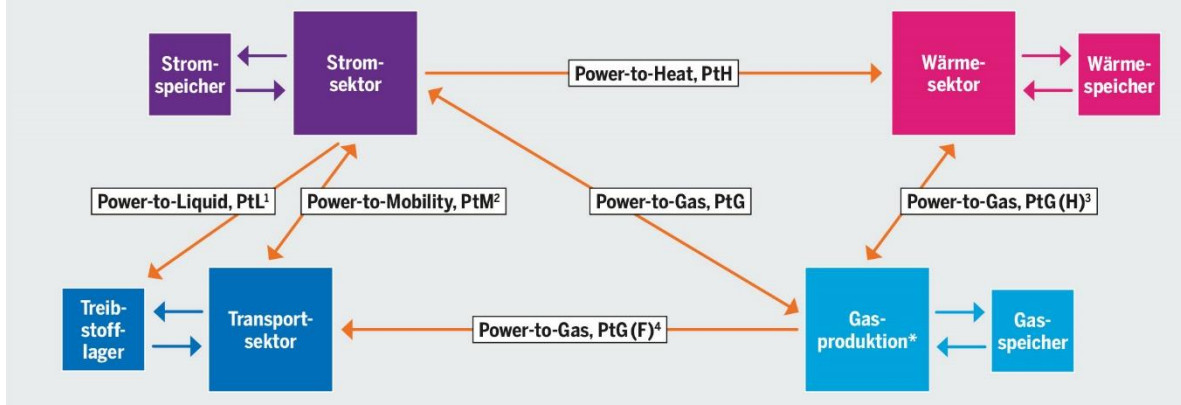 Strom-
speicher
Strom-
sektor
Power-to-Heat, PtH
Wärme-
sektor
Wärme-
speicher
Power-to-Liquid, PtL¹
Power-to-Mobility, PtM²
Power-to-Gas, PtG
Power-to-Gas, PtG (H)³
Treib-
stoff-
lager
Transport-
sektor
Power-to-Gas, PtG (F)⁴
Gas-
produktion*
Gas-
speicher